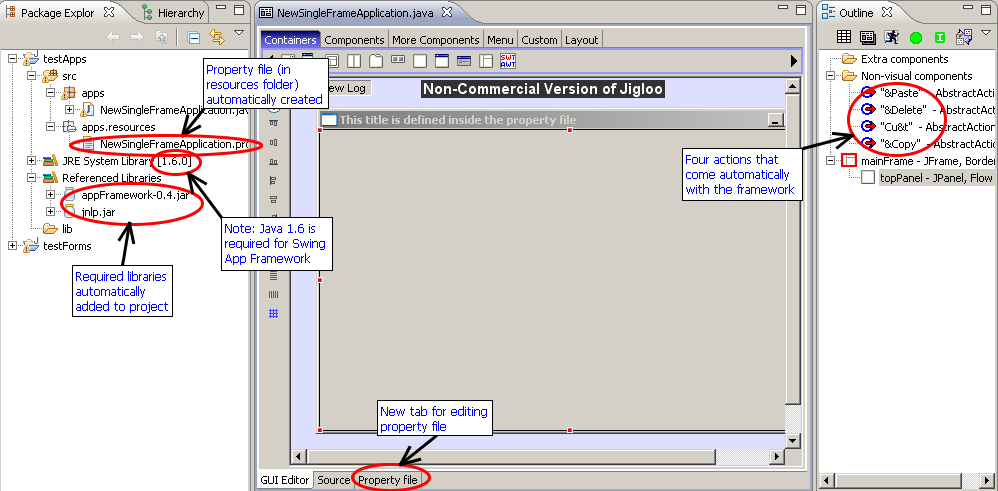 Package Explor
Hierarchy
testApps
src
apps
NewSingleFrameApplication.jav
apps.resources
NewSingleFrameApplication.pro
JRE System Library [1.6.0]
Referenced Libraries
appFramework-0.4.jar
jnlp.jar
lib
testForms
Property file (in
resources folder)
automatically created
Note: Java 1.6 is
required for Swing
App Framework
Required libraries
automatically
added to project
NewSingleFrameApplication.java
Containers
Components
More Components
Menu
Custom
Layout
SWT
AWT
ew Log
Non-Commercial Version of Jigloo
This title is defined inside the property file
New tab for editing
property file
GUI Editor
Source
Property file
Outline
Extra components
Non-visual components
"&Paste" - AbstractAct
"&Delete" - AbstractAc
"Cu&t" - AbstractAction
"&Copy" - AbstractActi
mainFrame - JFrame, Border
topPanel - JPanel, Flow
Four actions that
come automatically
with the framework